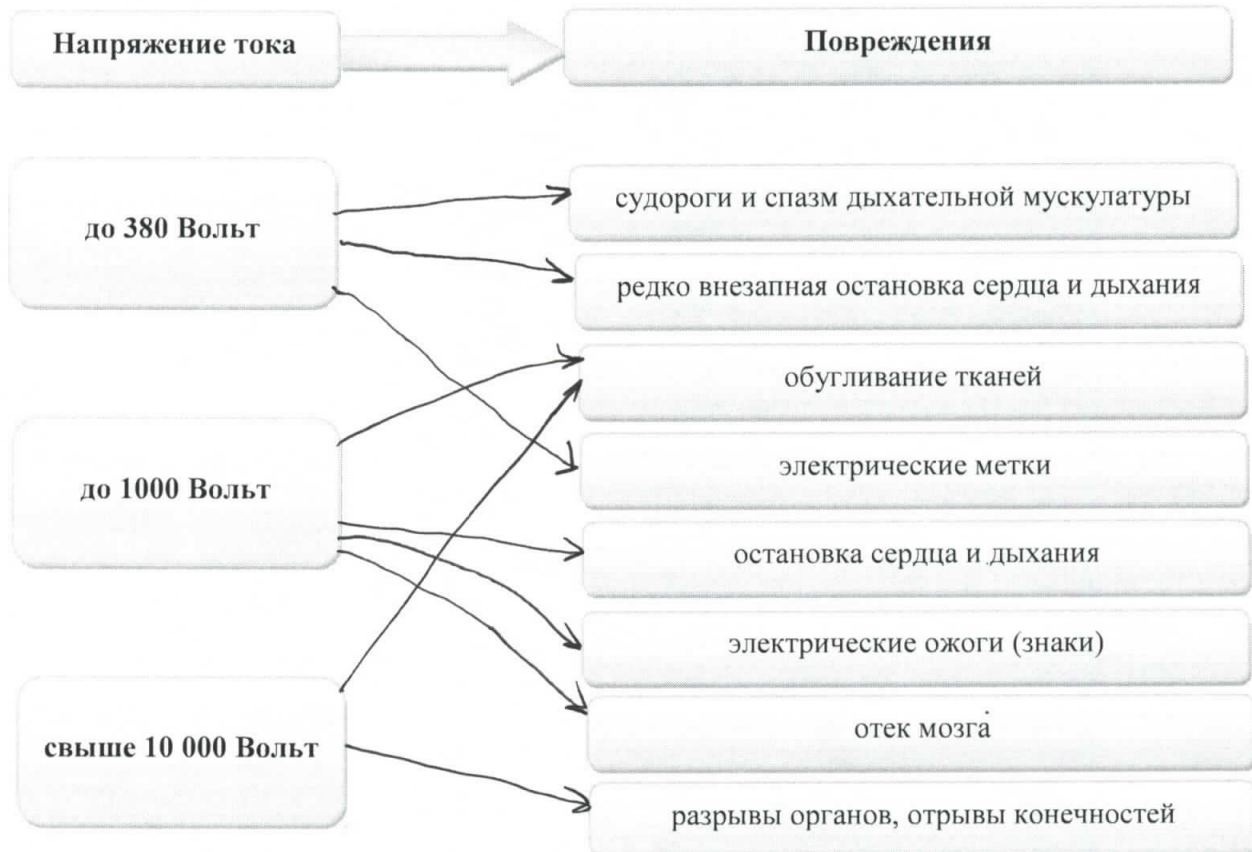 Напряжение тока
Повреждения
до 380 Вольт
до 1000 Вольт
свыше 10 000 Вольт
судороги и спазм дыхательной мускулатуры
редко внезапная остановка сердца и дыхания
обугливание тканей
электрические метки
остановка сердца и дыхания
электрические ожоги (знаки)
отек мозга
разрывы органов, отрывы конечностей